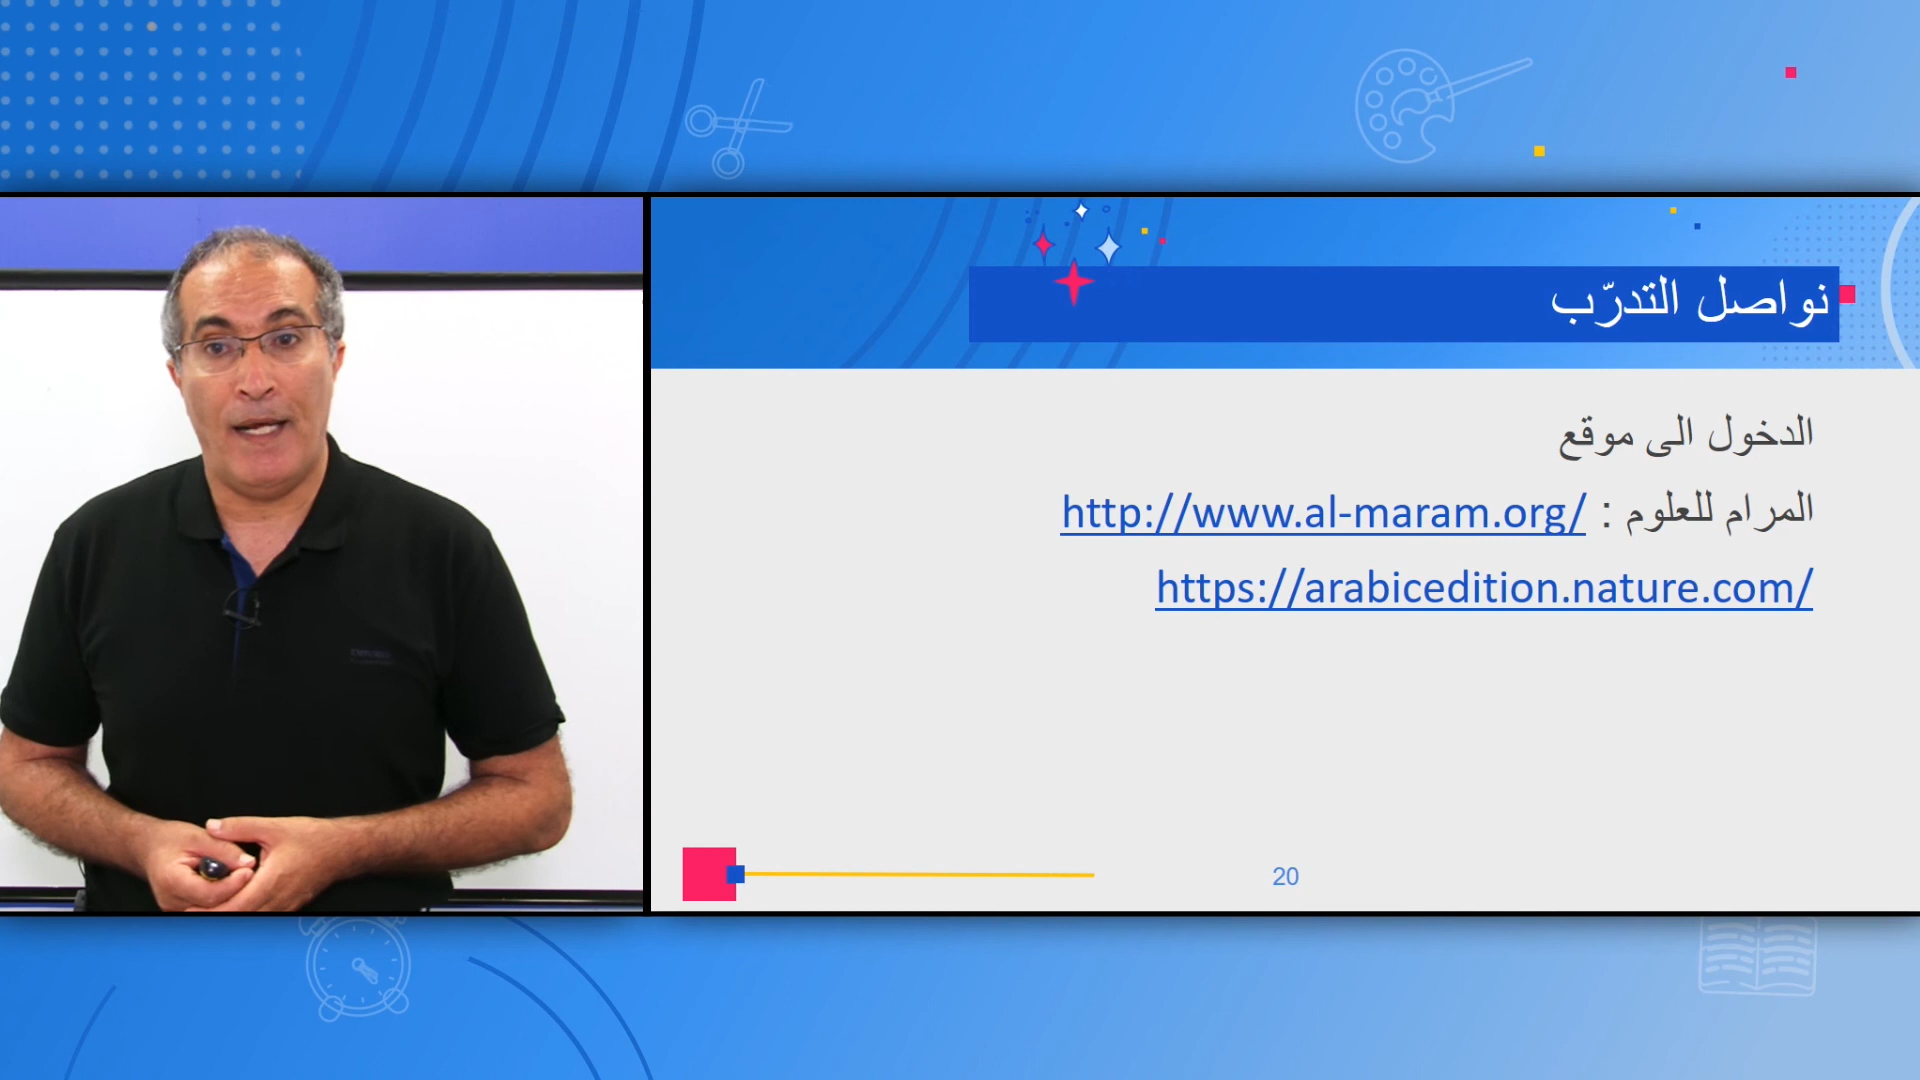 نواصل التدرّب
الدخول الى موقع
المرام للعلوم : http://www.al-maram.org/
https://arabicedition.nature.com/
20